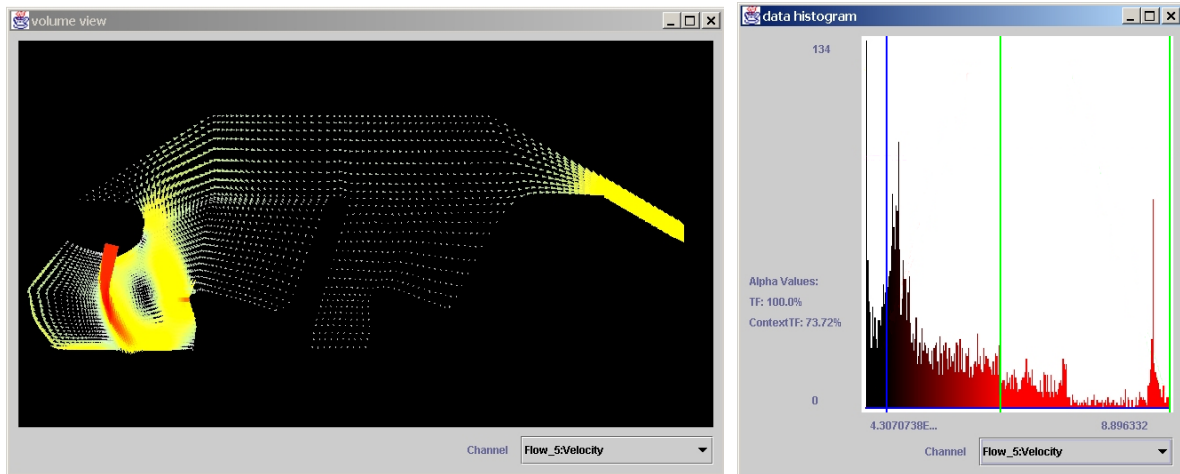 volume view
Channel
Flow_5:Velocity
data histogram
134
Alpha Values:
TF: 100.0%
ContextTF: 73.72%
0
4.3070738E...
8.896332
Channel
Flow_5:Velocity